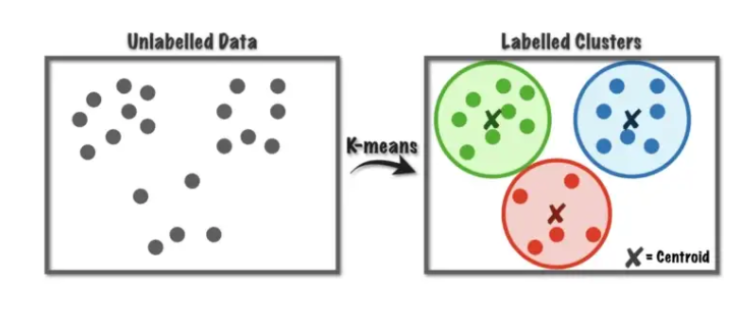 Unlabelled Data
Labelled Clusters
K-means
X = Centroid